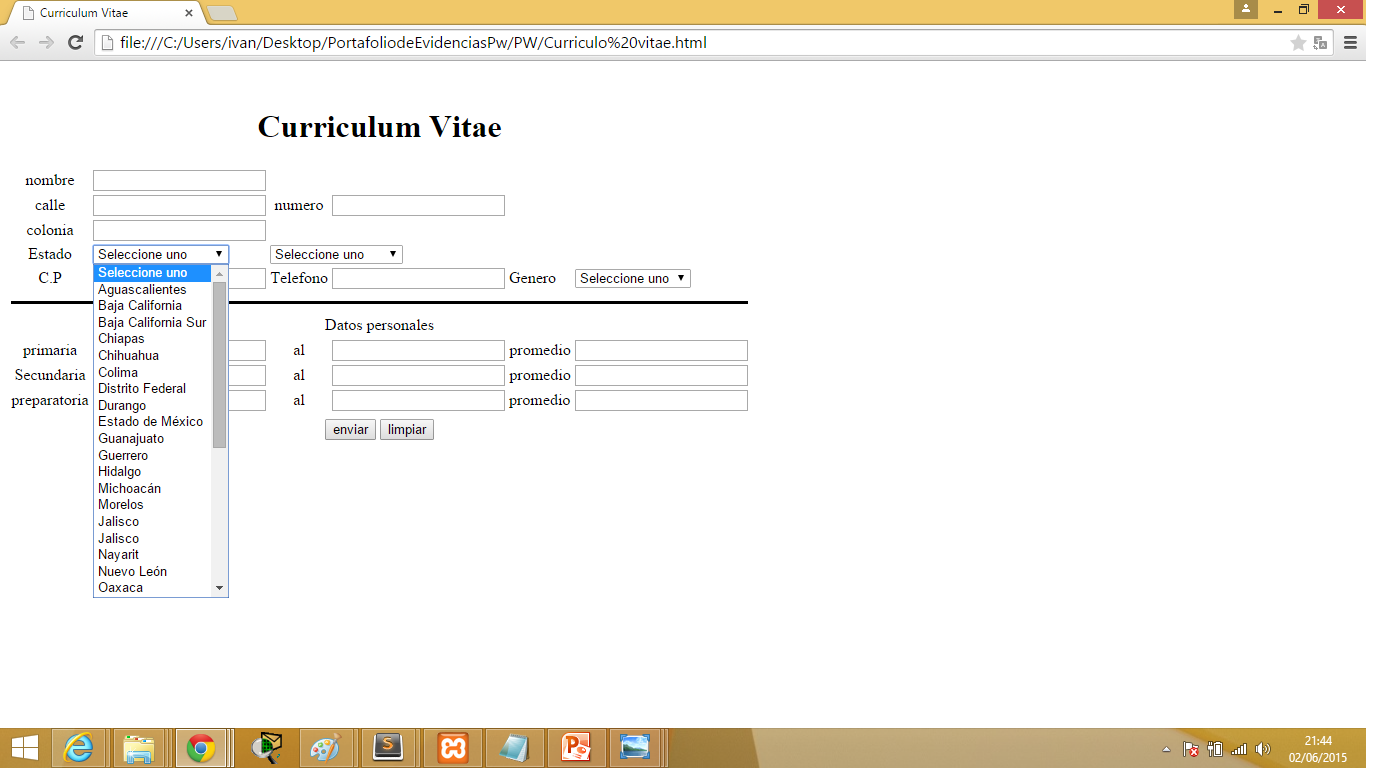 Curriculum Vitae
file:///C:/Users/ivan/Desktop/PortafoliodeEvidenciasPw/PW/Curriculo%20vitae.html
Curriculum Vitae
nombre
calle numero
colonia
Estado Seleccione uno Seleccione uno
C.P Telefono Genero Seleccione uno
Seleccione uno
Aguascalientes
Baja California
Baja California Sur
Chiapas
Chihuahua
Colima
Distrito Federal
Durango
Estado de México
Guanajuato
Guerrero
Hidalgo
Michoacán
Morelos
Jalisco
Jalisco
Nayarit
Nuevo León
Oaxaca
Datos personales
primaria al promedio
Secundaria al promedio
preparatoria al promedio
enviar limpiar
21:44
02/06/2015